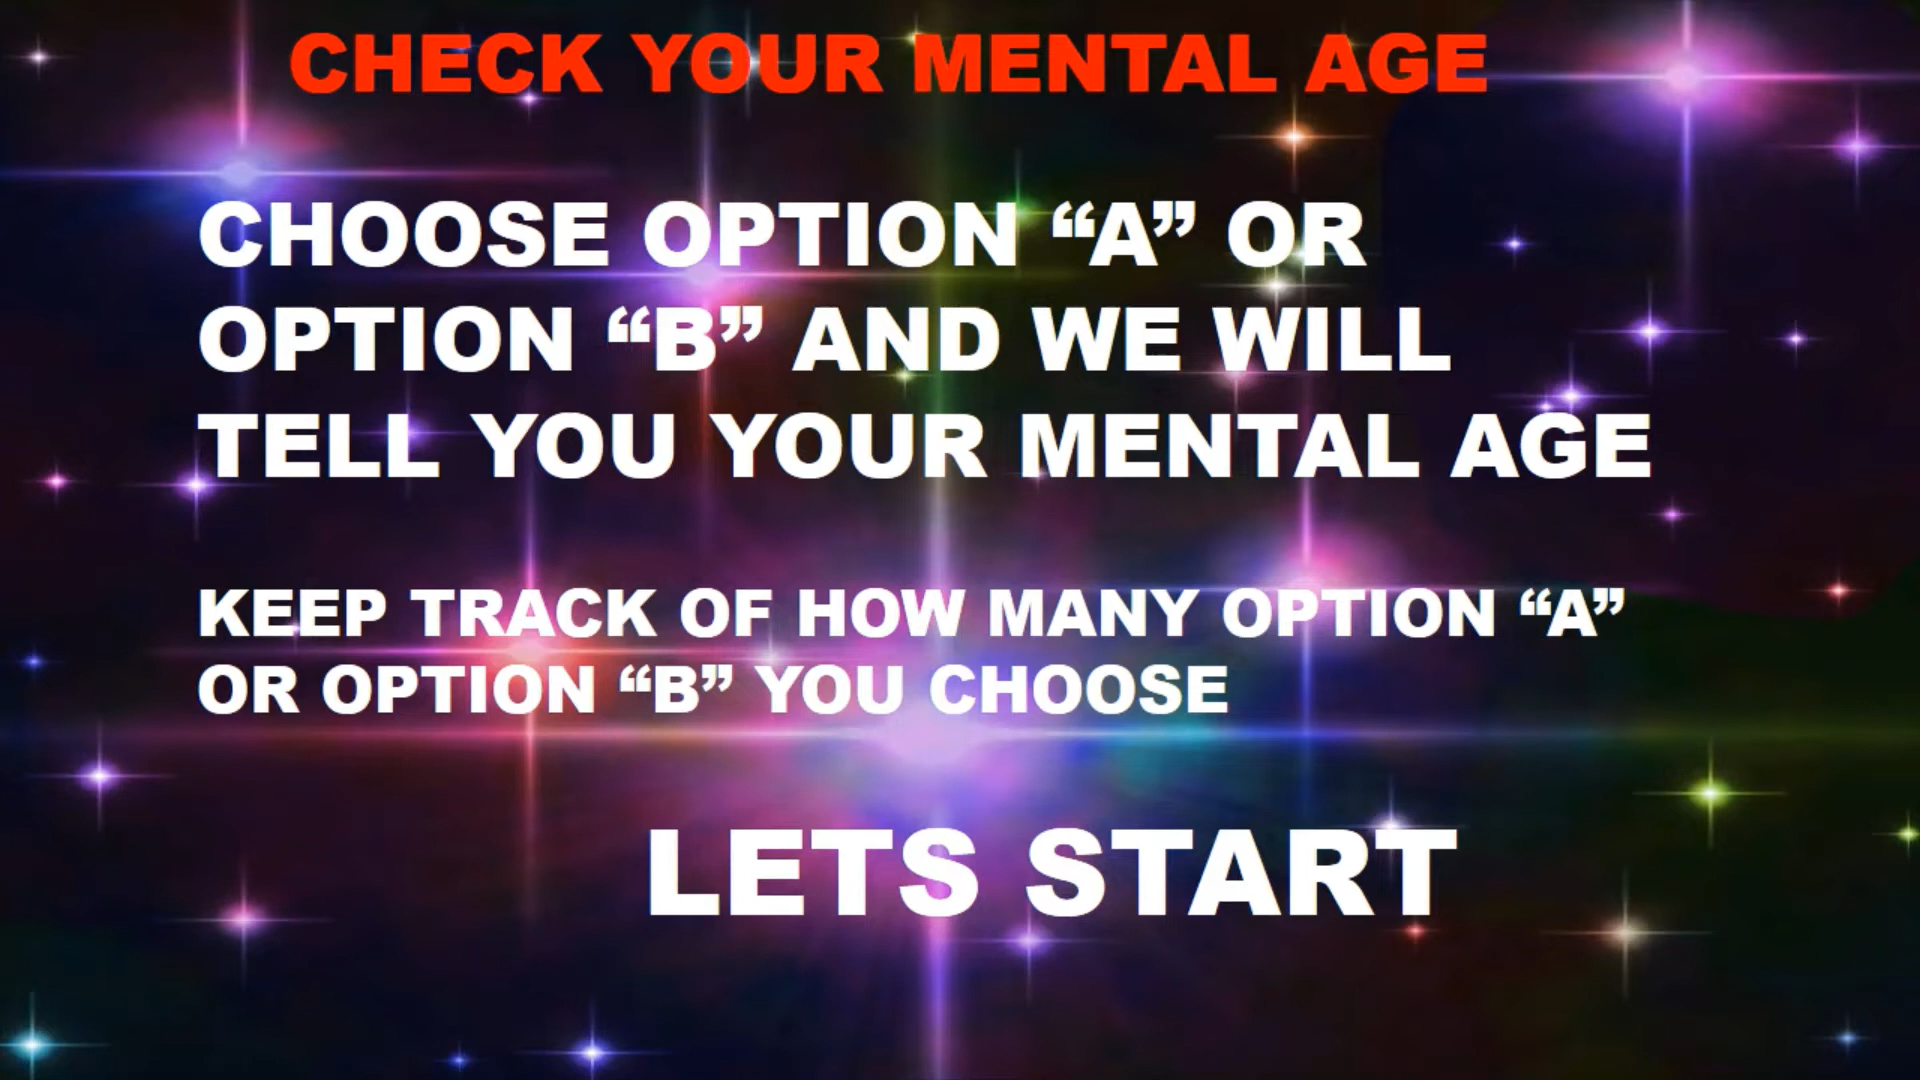 CHECK YOUR MENTAL AGE
CHOOSE OPTION “A” OR
OPTION “B” AND WE WILL
TELL YOU YOUR MENTAL AGE
KEEP TRACK OF HOW MANY OPTION “A”
OR OPTION “B” YOU CHOOSE
LETS START